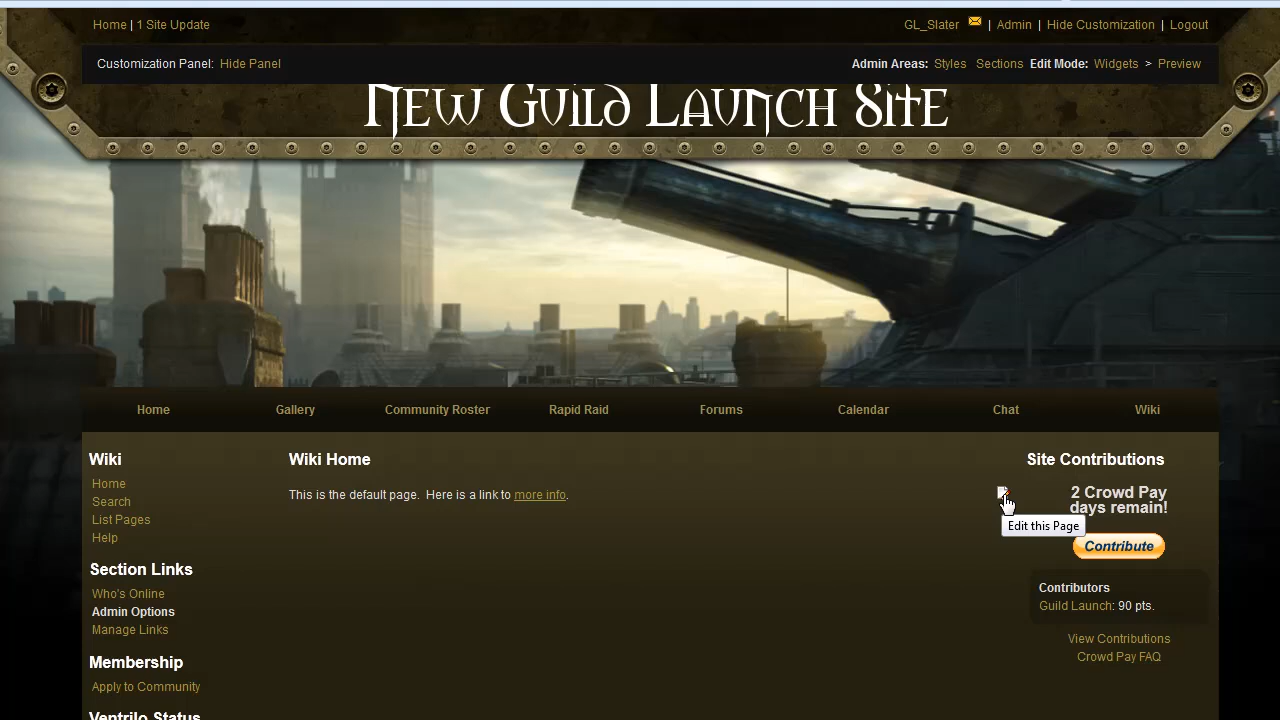 Home | 1 Site Update
GL_Slater | Admin | Hide Customization | Logout
Customization Panel: Hide Panel
Admin Areas: Styles Sections Edit Mode: Widgets > Preview
New Guild Launch Site
Home Gallery Community Roster Rapid Raid Forums Calendar Chat Wiki
Wiki
Home
Search
List Pages
Help
Section Links
Who's Online
Admin Options
Manage Links
Membership
Apply to Community
Ventrilo Status
Wiki Home
This is the default page. Here is a link to more info.
Edit this Page
Site Contributions
2 Crowd Pay
days remain!
Contribute
Contributors
Guild Launch: 90 pts.
View Contributions
Crowd Pay FAQ